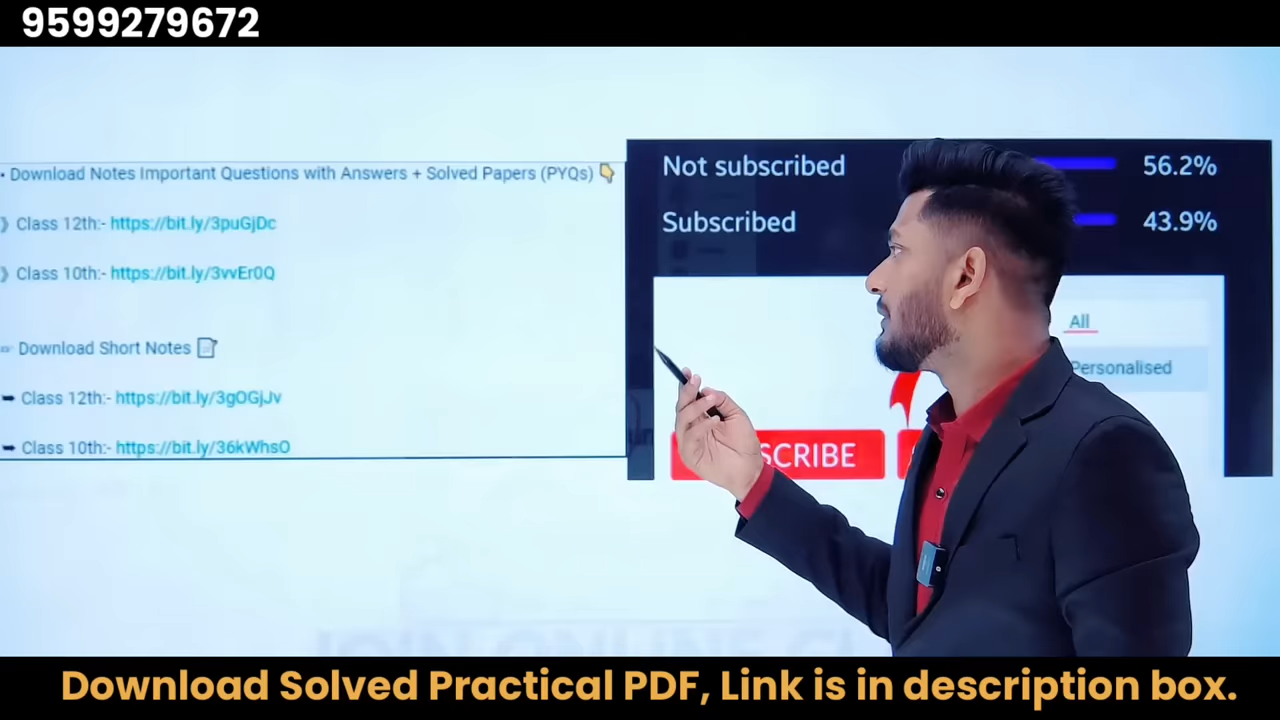 9599279672
• Download Notes Important Questions with Answers + Solved Papers (PYQs) 👇
》 Class 12th:- https://bit.ly/3puGjDc
》 Class 10th:- https://bit.ly/3vvEr0Q
Download Short Notes 📝
➡ Class 12th:- https://bit.ly/3gOGjJv
➡ Class 10th:- https://bit.ly/36kWhsO
Not subscribed 56.2%
Subscribed 43.9%
All
Personalised
SCRIBE
JOIN ONLINE
Download Solved Practical PDF, Link is in description box.